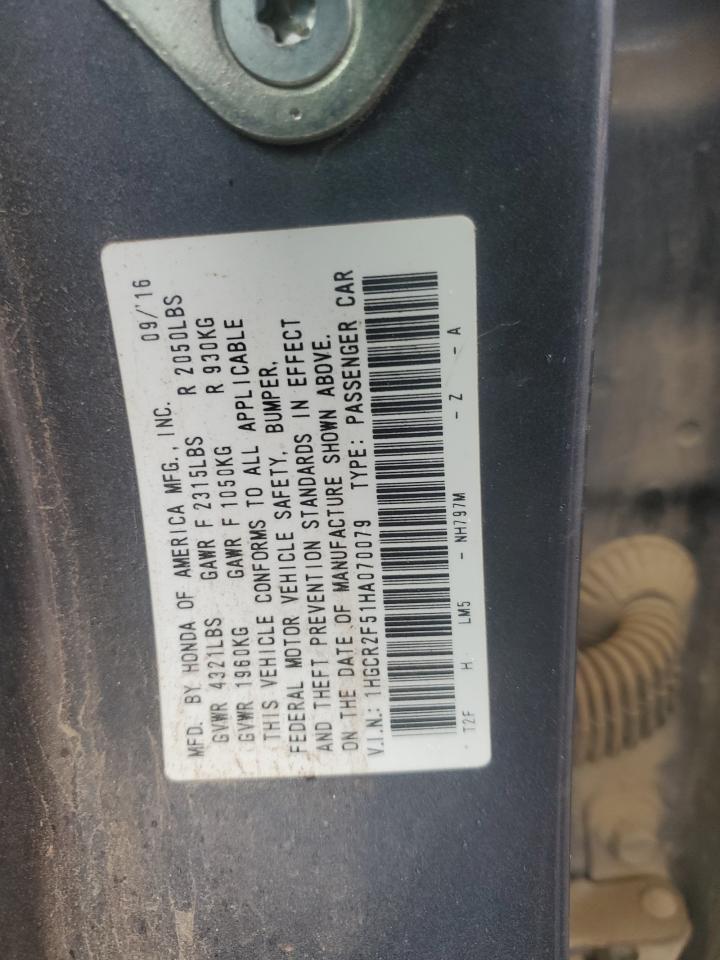 MFD. BY HONDA OF AMERICA MFG., INC. 09/'16
GVWR 4321LBS GAWR F 2315LBS R 2050LBS
GVWR 1960KG GAWR F 1050KG R 930KG
THIS VEHICLE CONFORMS TO ALL APPLICABLE
FEDERAL MOTOR VEHICLE SAFETY, BUMPER,
AND THEFT PREVENTION STANDARDS IN EFFECT
ON THE DATE OF MANUFACTURE SHOWN ABOVE.
V.I.N.: 1HGCR2F51HA070079 TYPE: PASSENGER CAR
T2F H LM5 - NH797M - Z - A